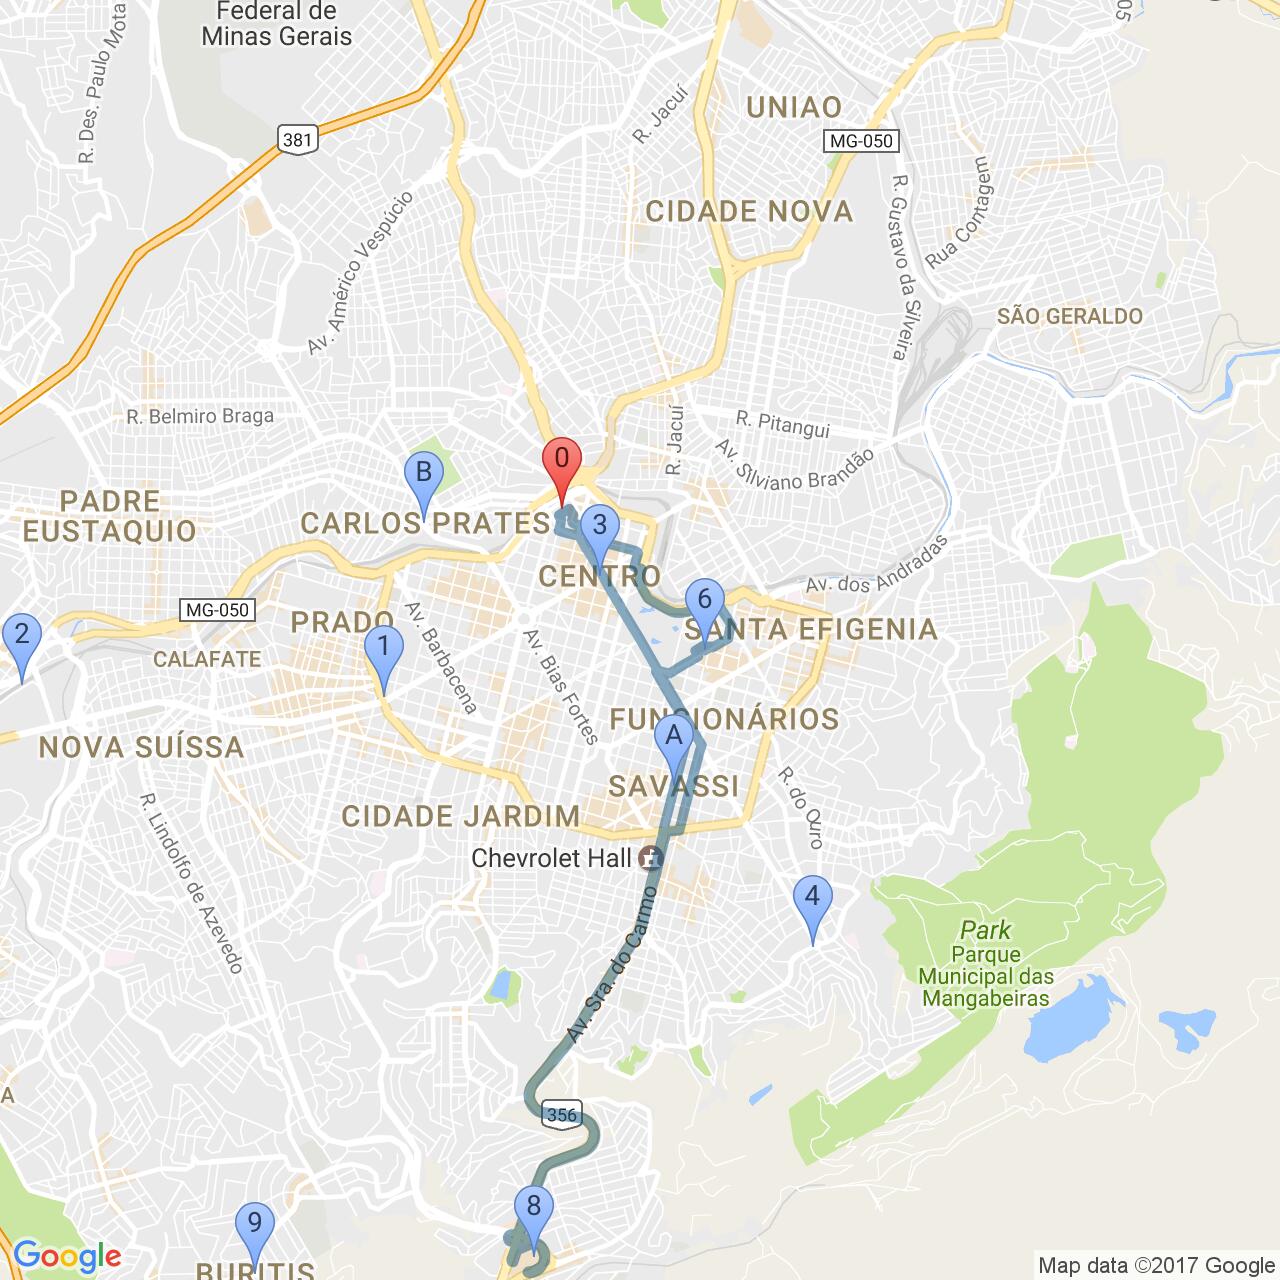 Federal de
Minas Gerais
R. Des. Paulo Mota
05
R. Jacuí
UNIAO
381
MG-050
R. Gustavo da Silveira
Rua Contagem
CIDADE NOVA
Av. Américo Vespúcio
SÃO GERALDO
R. Belmiro Braga
R. Jacuí
R. Pitangui
Av. Silviano Brandão
0
B
PADRE
EUSTAQUIO
CARLOS PRATES
3
CENTRO
Av. dos Andradas
MG-050
6
PRADO
SANTA EFIGENIA
2
1
CALAFATE
Av. Barbacena
Av. Bias Fortes
FUNCIONÁRIOS
A
NOVA SUÍSSA
SAVASSI
R. do Ouro
CIDADE JARDIM
R. Lindolfo de Azevedo
Chevrolet Hall
4
Av. Sra. do Carmo
Park
Parque
Municipal das
Mangabeiras
A
356
8
9
BURITIS
Google
Map data ©2017 Google